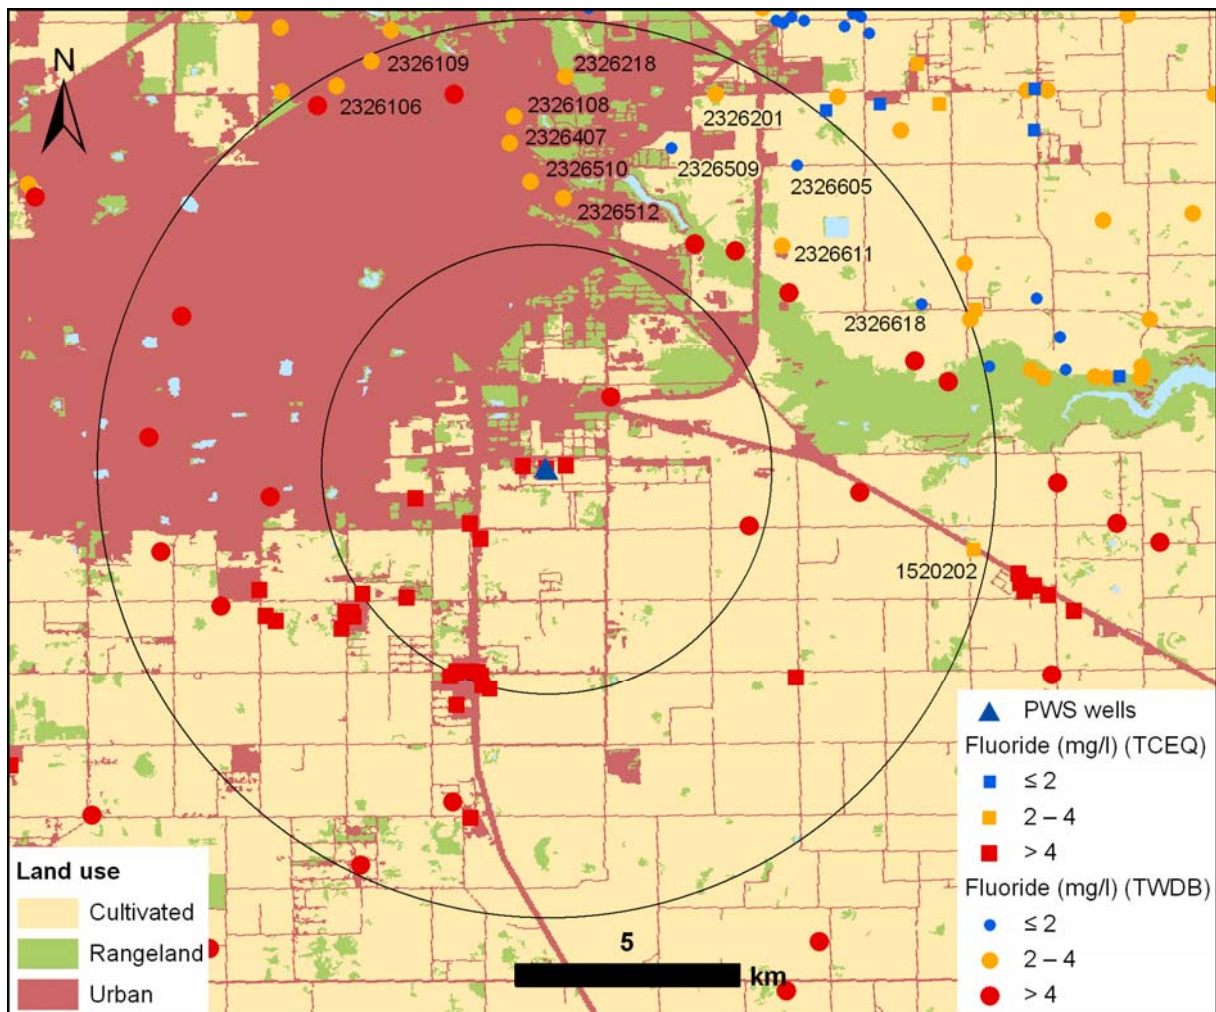 N
2326109
2326218
2326106
2326108
2326201
2326407
2326510
2326509
2326605
2326512
2326611
2326618
1520202
PWS wells
Fluoride (mg/l) (TCEQ)
≤ 2
2 – 4
> 4
Fluoride (mg/l) (TWDB)
≤ 2
2 – 4
> 4
Land use
Cultivated
Rangeland
Urban
5
km